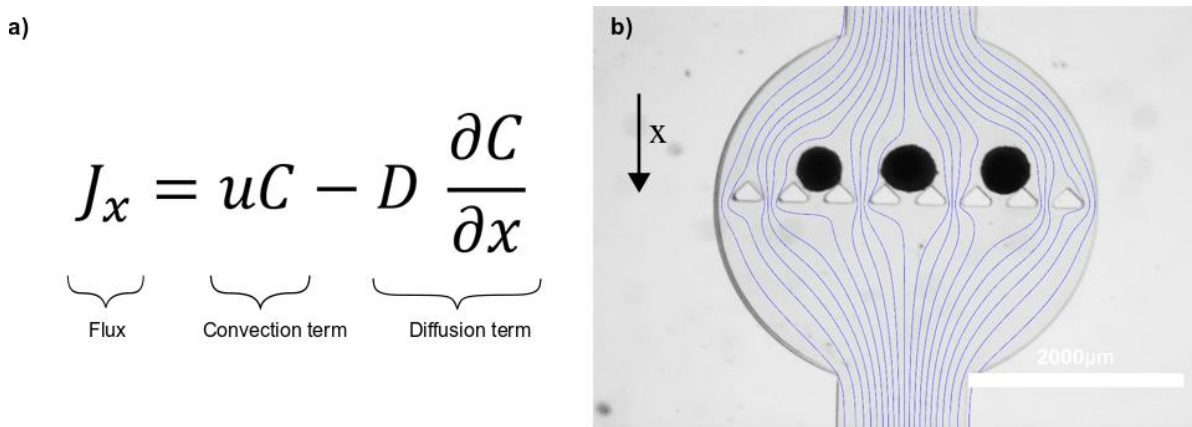 a)
J_x = uC − D ∂C/∂x
Flux
Convection term
Diffusion term
b)
x
2000μm